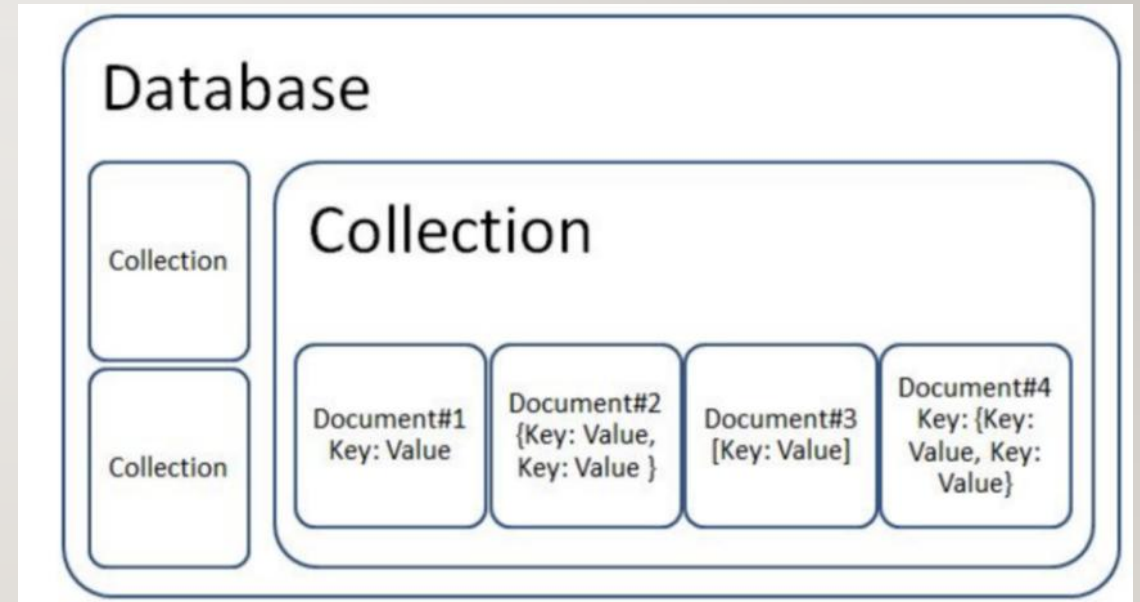 Database
Collection
Collection
Collection
Document#1
Key: Value
Document#2
{Key: Value,
Key: Value }
Document#3
[Key: Value]
Document#4
Key: {Key:
Value, Key:
Value}